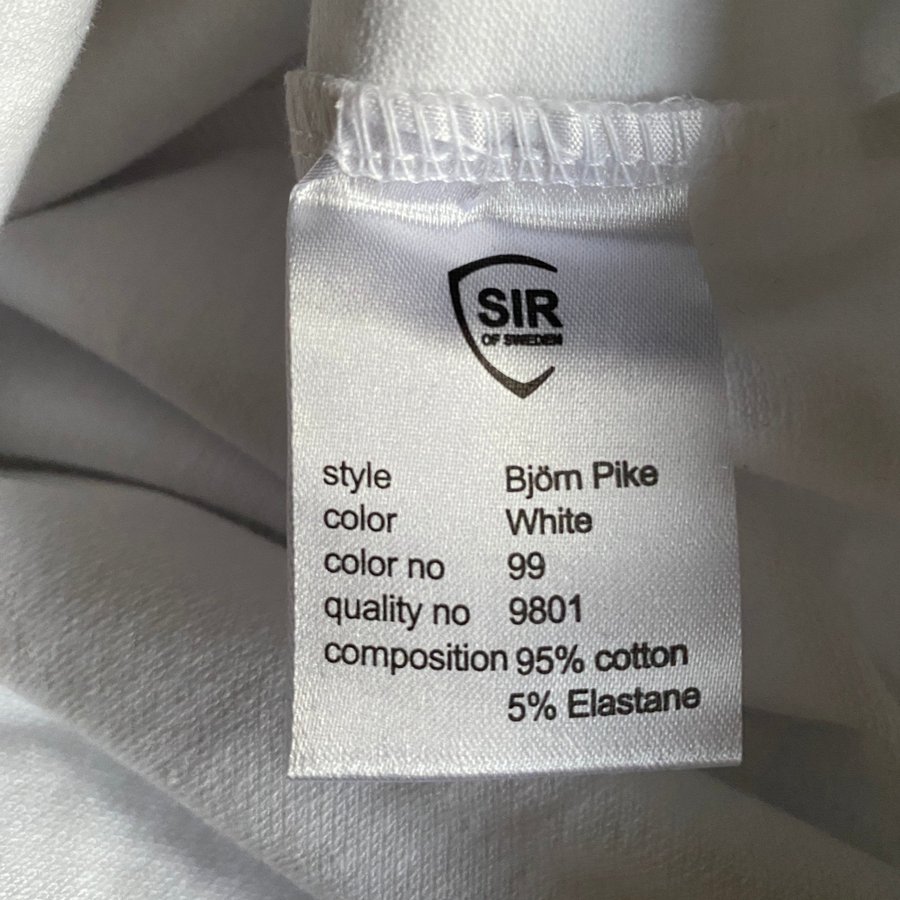 SIR
OF SWEDEN
style Björn Pike
color White
color no 99
quality no 9801
composition 95% cotton
5% Elastane